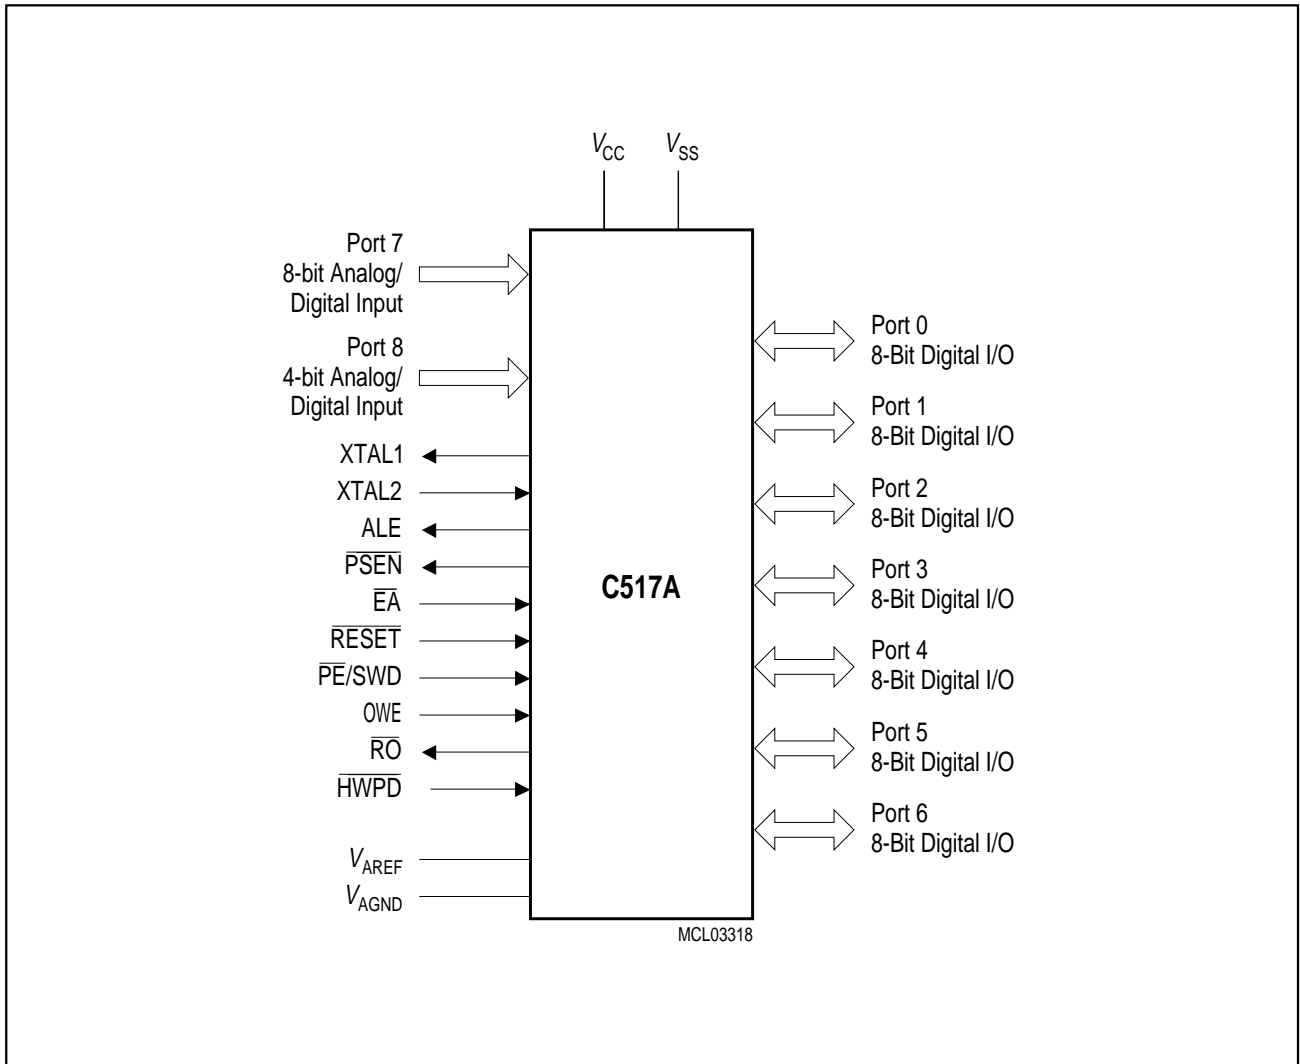 VCC VSS
Port 7
8-bit Analog/
Digital Input
Port 8
4-bit Analog/
Digital Input
XTAL1
XTAL2
ALE
PSEN
EA
RESET
PE/SWD
OWE
RO
HWPD
VAREF
VAGND
C517A
Port 0
8-Bit Digital I/O
Port 1
8-Bit Digital I/O
Port 2
8-Bit Digital I/O
Port 3
8-Bit Digital I/O
Port 4
8-Bit Digital I/O
Port 5
8-Bit Digital I/O
Port 6
8-Bit Digital I/O
MCL03318